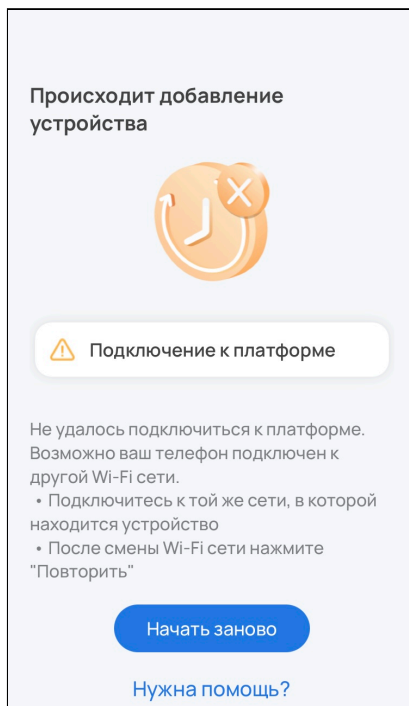 Происходит добавление
устройства
Подключение к платформе
Не удалось подключиться к платформе.
Возможно ваш телефон подключен к
другой Wi-Fi сети.
• Подключитесь к той же сети, в которой
находится устройство
• После смены Wi-Fi сети нажмите
"Повторить"
Начать заново
Нужна помощь?